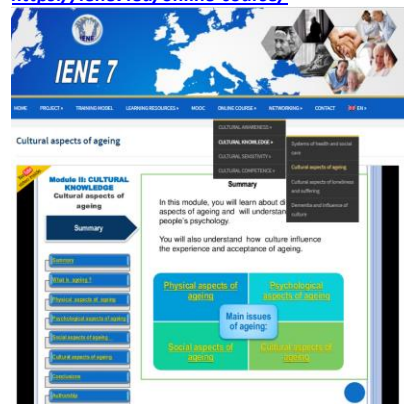 IENE 7
HOME PROJECT LEARNING RESOURCES MOOC ONLINE COURSE NETWORKING CONTACT EN
TRAINING MODEL
CULTURAL AWARENESS
CULTURAL KNOWLEDGE
CULTURAL SENSITIVITY
CULTURAL COMPETENCE
Systems of health and social
care
Cultural aspects of ageing
Cultural aspects of loneliness
and suffering
Dementia and influence of
culture
Cultural aspects of ageing
Module II: CULTURAL
KNOWLEDGE
Cultural aspects of
ageing
Summary
Summary
What is ageing ?
Physical aspects of ageing
Psychological aspects of ageing
Social aspects of ageing
Cultural aspects of ageing
Conclusions
Authorship
Summary
In this module, you will learn about di
aspects of ageing and will understan
people's psychology.
You will also understand how culture influence
the experience and acceptance of ageing.
Physical aspects of
ageing
Psychological
aspects of ageing
Main issues
of ageing:
Social aspects of
ageing
Cultural aspects of
ageing